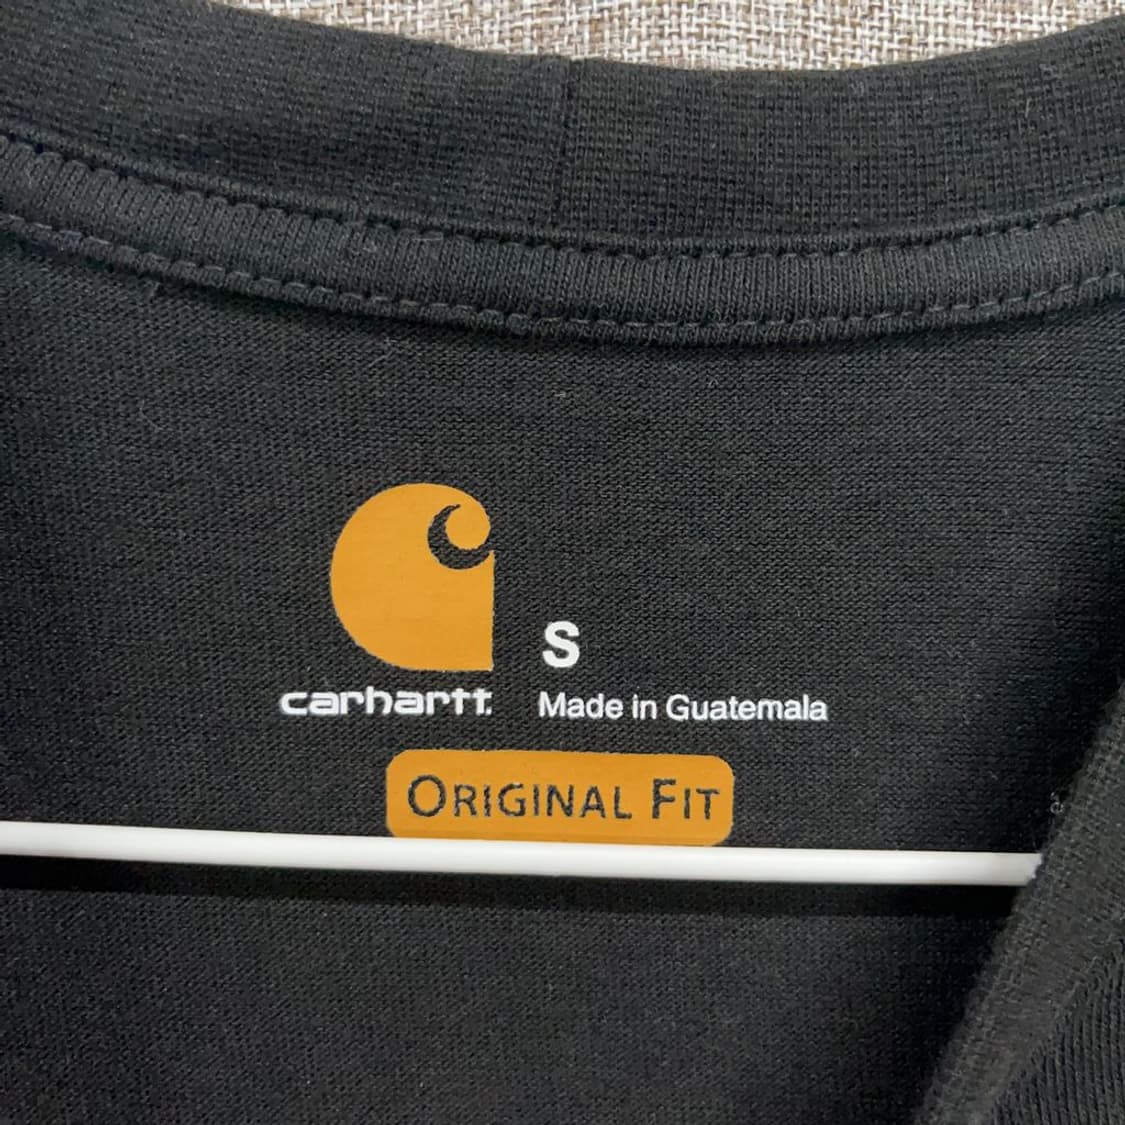 S
carhartt.
Made in Guatemala
ORIGINAL FIT